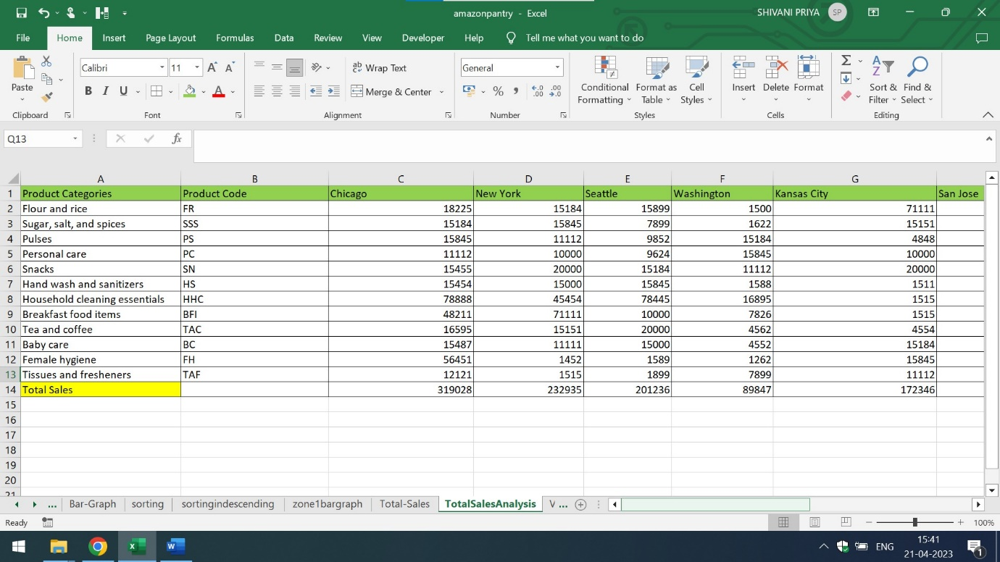 amazonpantry - Excel
SHIVANI PRIYA SP
File Home Insert Page Layout Formulas Data Review View Developer Help Tell me what you want to do
Paste
Clipboard
Calibri 11
A A
B I U A
Font
ab Wrap Text
Merge & Center
Alignment
General
% ,
Number
Conditional Formatting
Format as Table
Cell Styles
Styles
Insert Delete Format
Cells
Sort & Filter
Find & Select
Editing
Q13 fx
A B C D E F G
1 Product Categories Product Code Chicago New York Seattle Washington Kansas City San Jose
2 Flour and rice FR 18225 15184 15899 1500 71111
3 Sugar, salt, and spices SSS 15184 15845 7899 1622 15151
4 Pulses PS 15845 11112 9852 15184 4848
5 Personal care PC 11112 10000 9624 15845 10000
6 Snacks SN 15455 20000 15184 11112 20000
7 Hand wash and sanitizers HS 15454 15000 15845 1588 1511
8 Household cleaning essentials HHC 78888 45454 78445 16895 1515
9 Breakfast food items BFI 48211 71111 10000 7826 1515
10 Tea and coffee TAC 16595 15151 20000 4562 4554
11 Baby care BC 15487 11111 15000 4552 15184
12 Female hygiene FH 56451 1452 1589 1262 15845
13 Tissues and fresheners TAF 12121 1515 1899 7899 11112
14 Total Sales 319028 232935 201236 89847 172346
15
16
17
18
19
20
21
... Bar-Graph sorting sortingindescending zone1bargraph Total-Sales TotalSalesAnalysis V ...
Ready 100%
ENG 15:41
21-04-2023 1